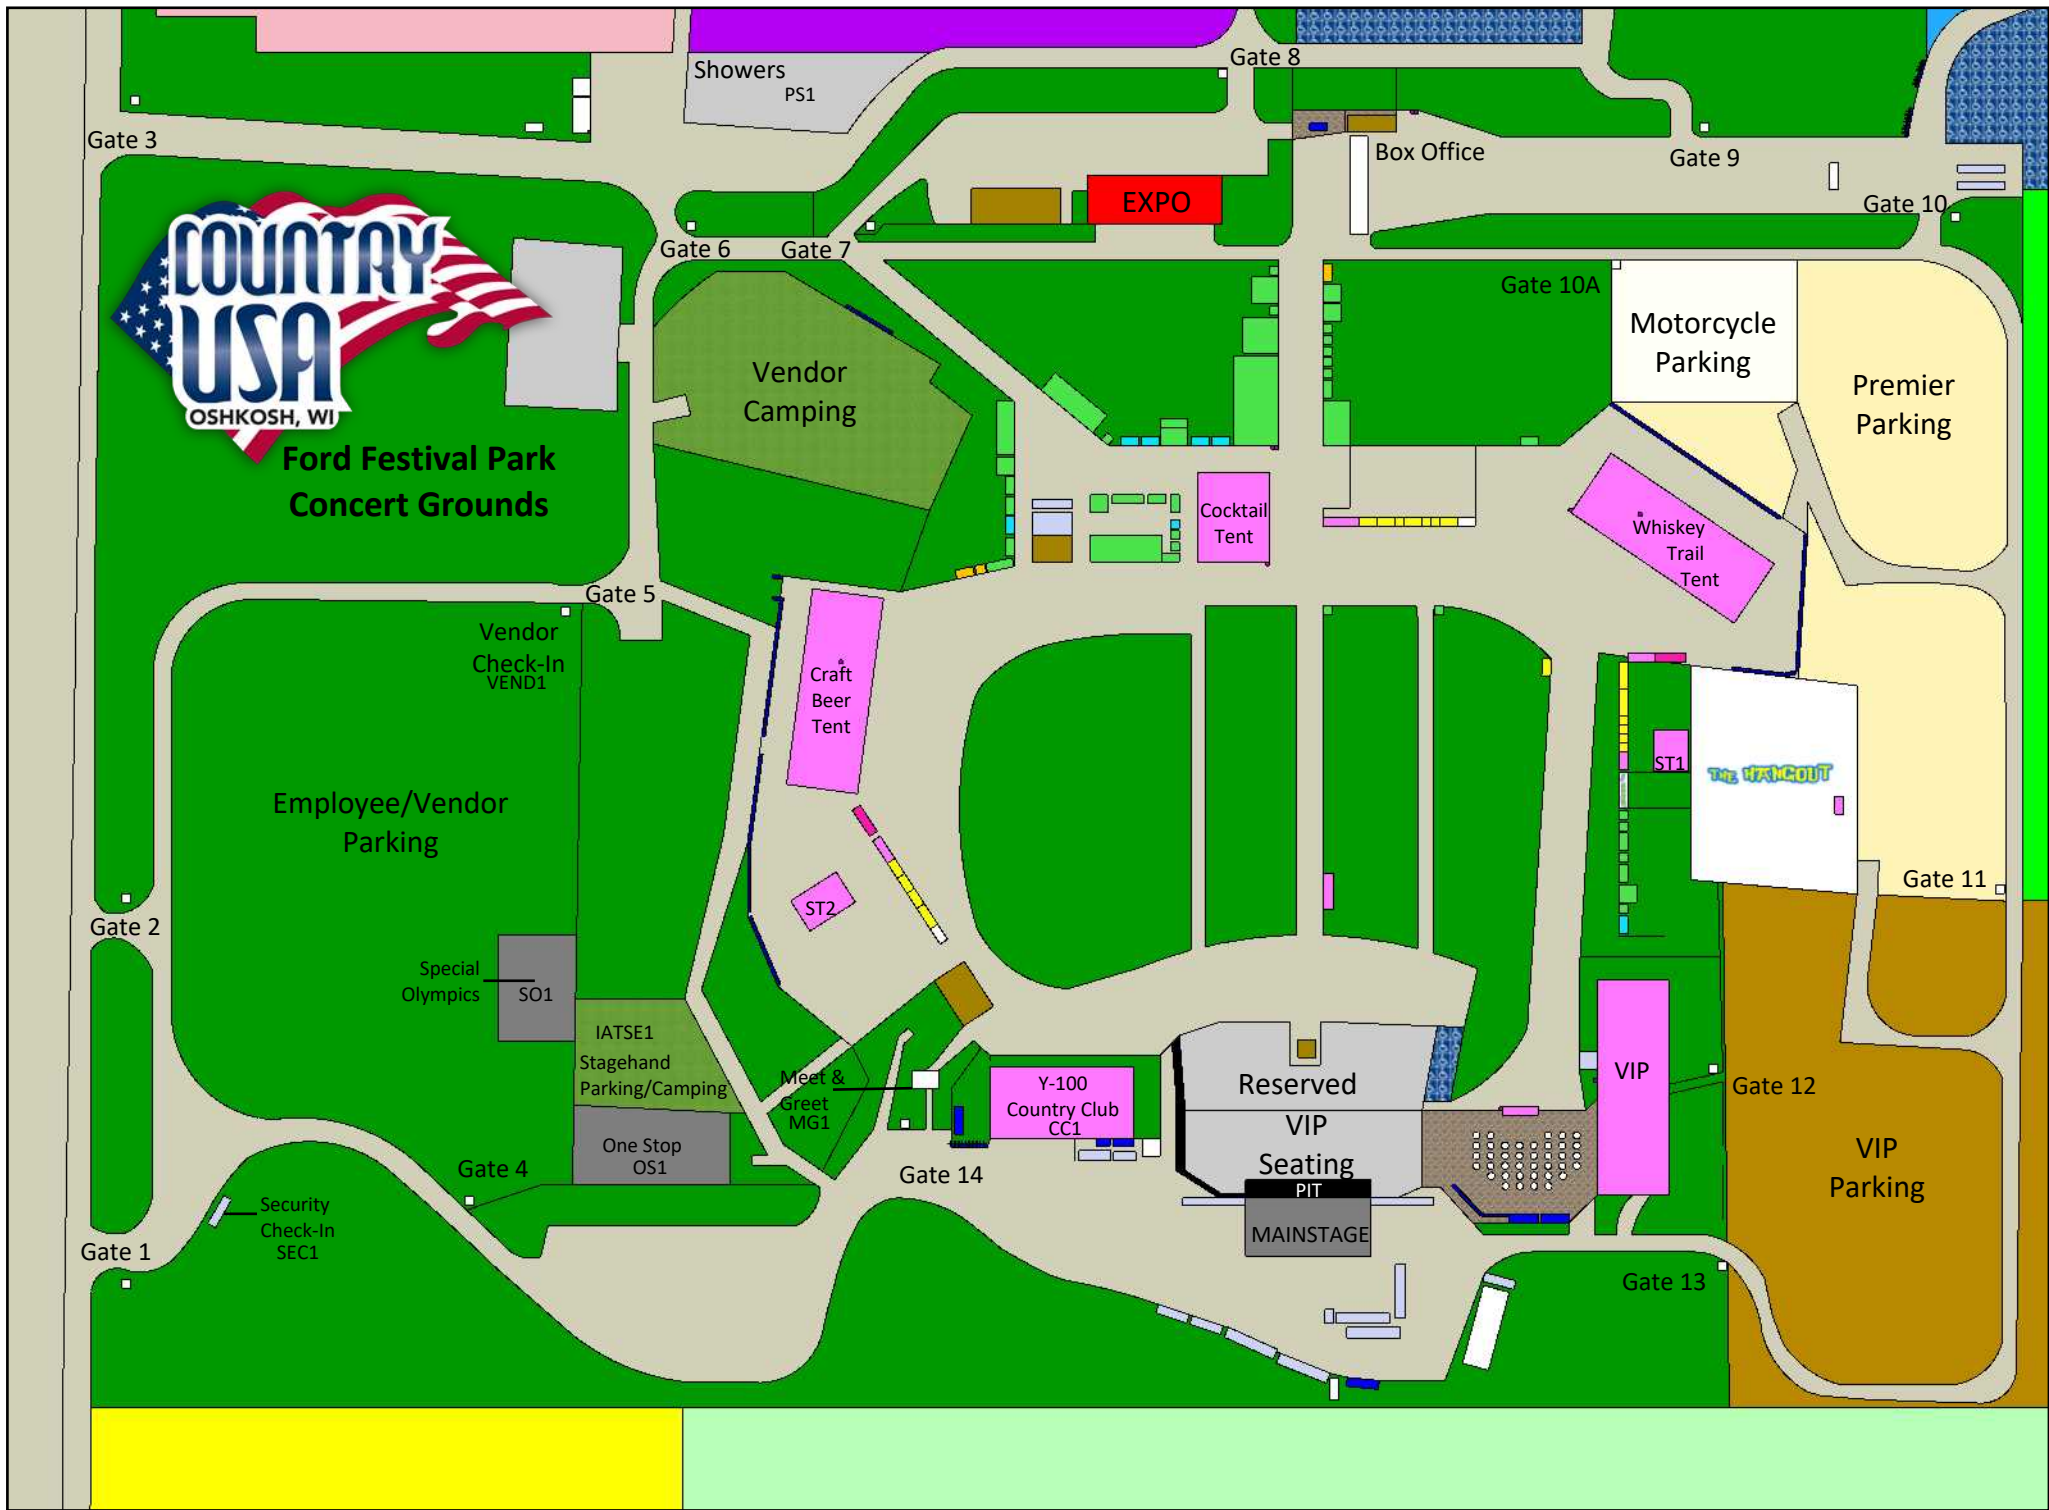 Showers
PS1
Gate 8
Gate 3
Box Office
Gate 9
EXPO
Gate 10
COUNTRY
USA
OSHKOSH, WI
Gate 6
Gate 7
Gate 10A
Motorcycle
Parking
Vendor
Camping
Premier
Parking
Ford Festival Park
Concert Grounds
Cocktail
Tent
Whiskey
Trail
Tent
Gate 5
Vendor
Check-In
VEND1
Craft
Beer
Tent
ST1
THE HANGOUT
Employee/Vendor
Parking
Gate 11
ST2
Gate 2
Special
Olympics
SO1
IATSE1
Stagehand
Parking/Camping
Meet &
Greet
MG1
Y-100
Country Club
CC1
Reserved
VIP
Seating
PIT
MAINSTAGE
VIP
Gate 12
One Stop
OS1
Gate 4
Gate 14
VIP
Parking
Security
Check-In
SEC1
Gate 1
Gate 13